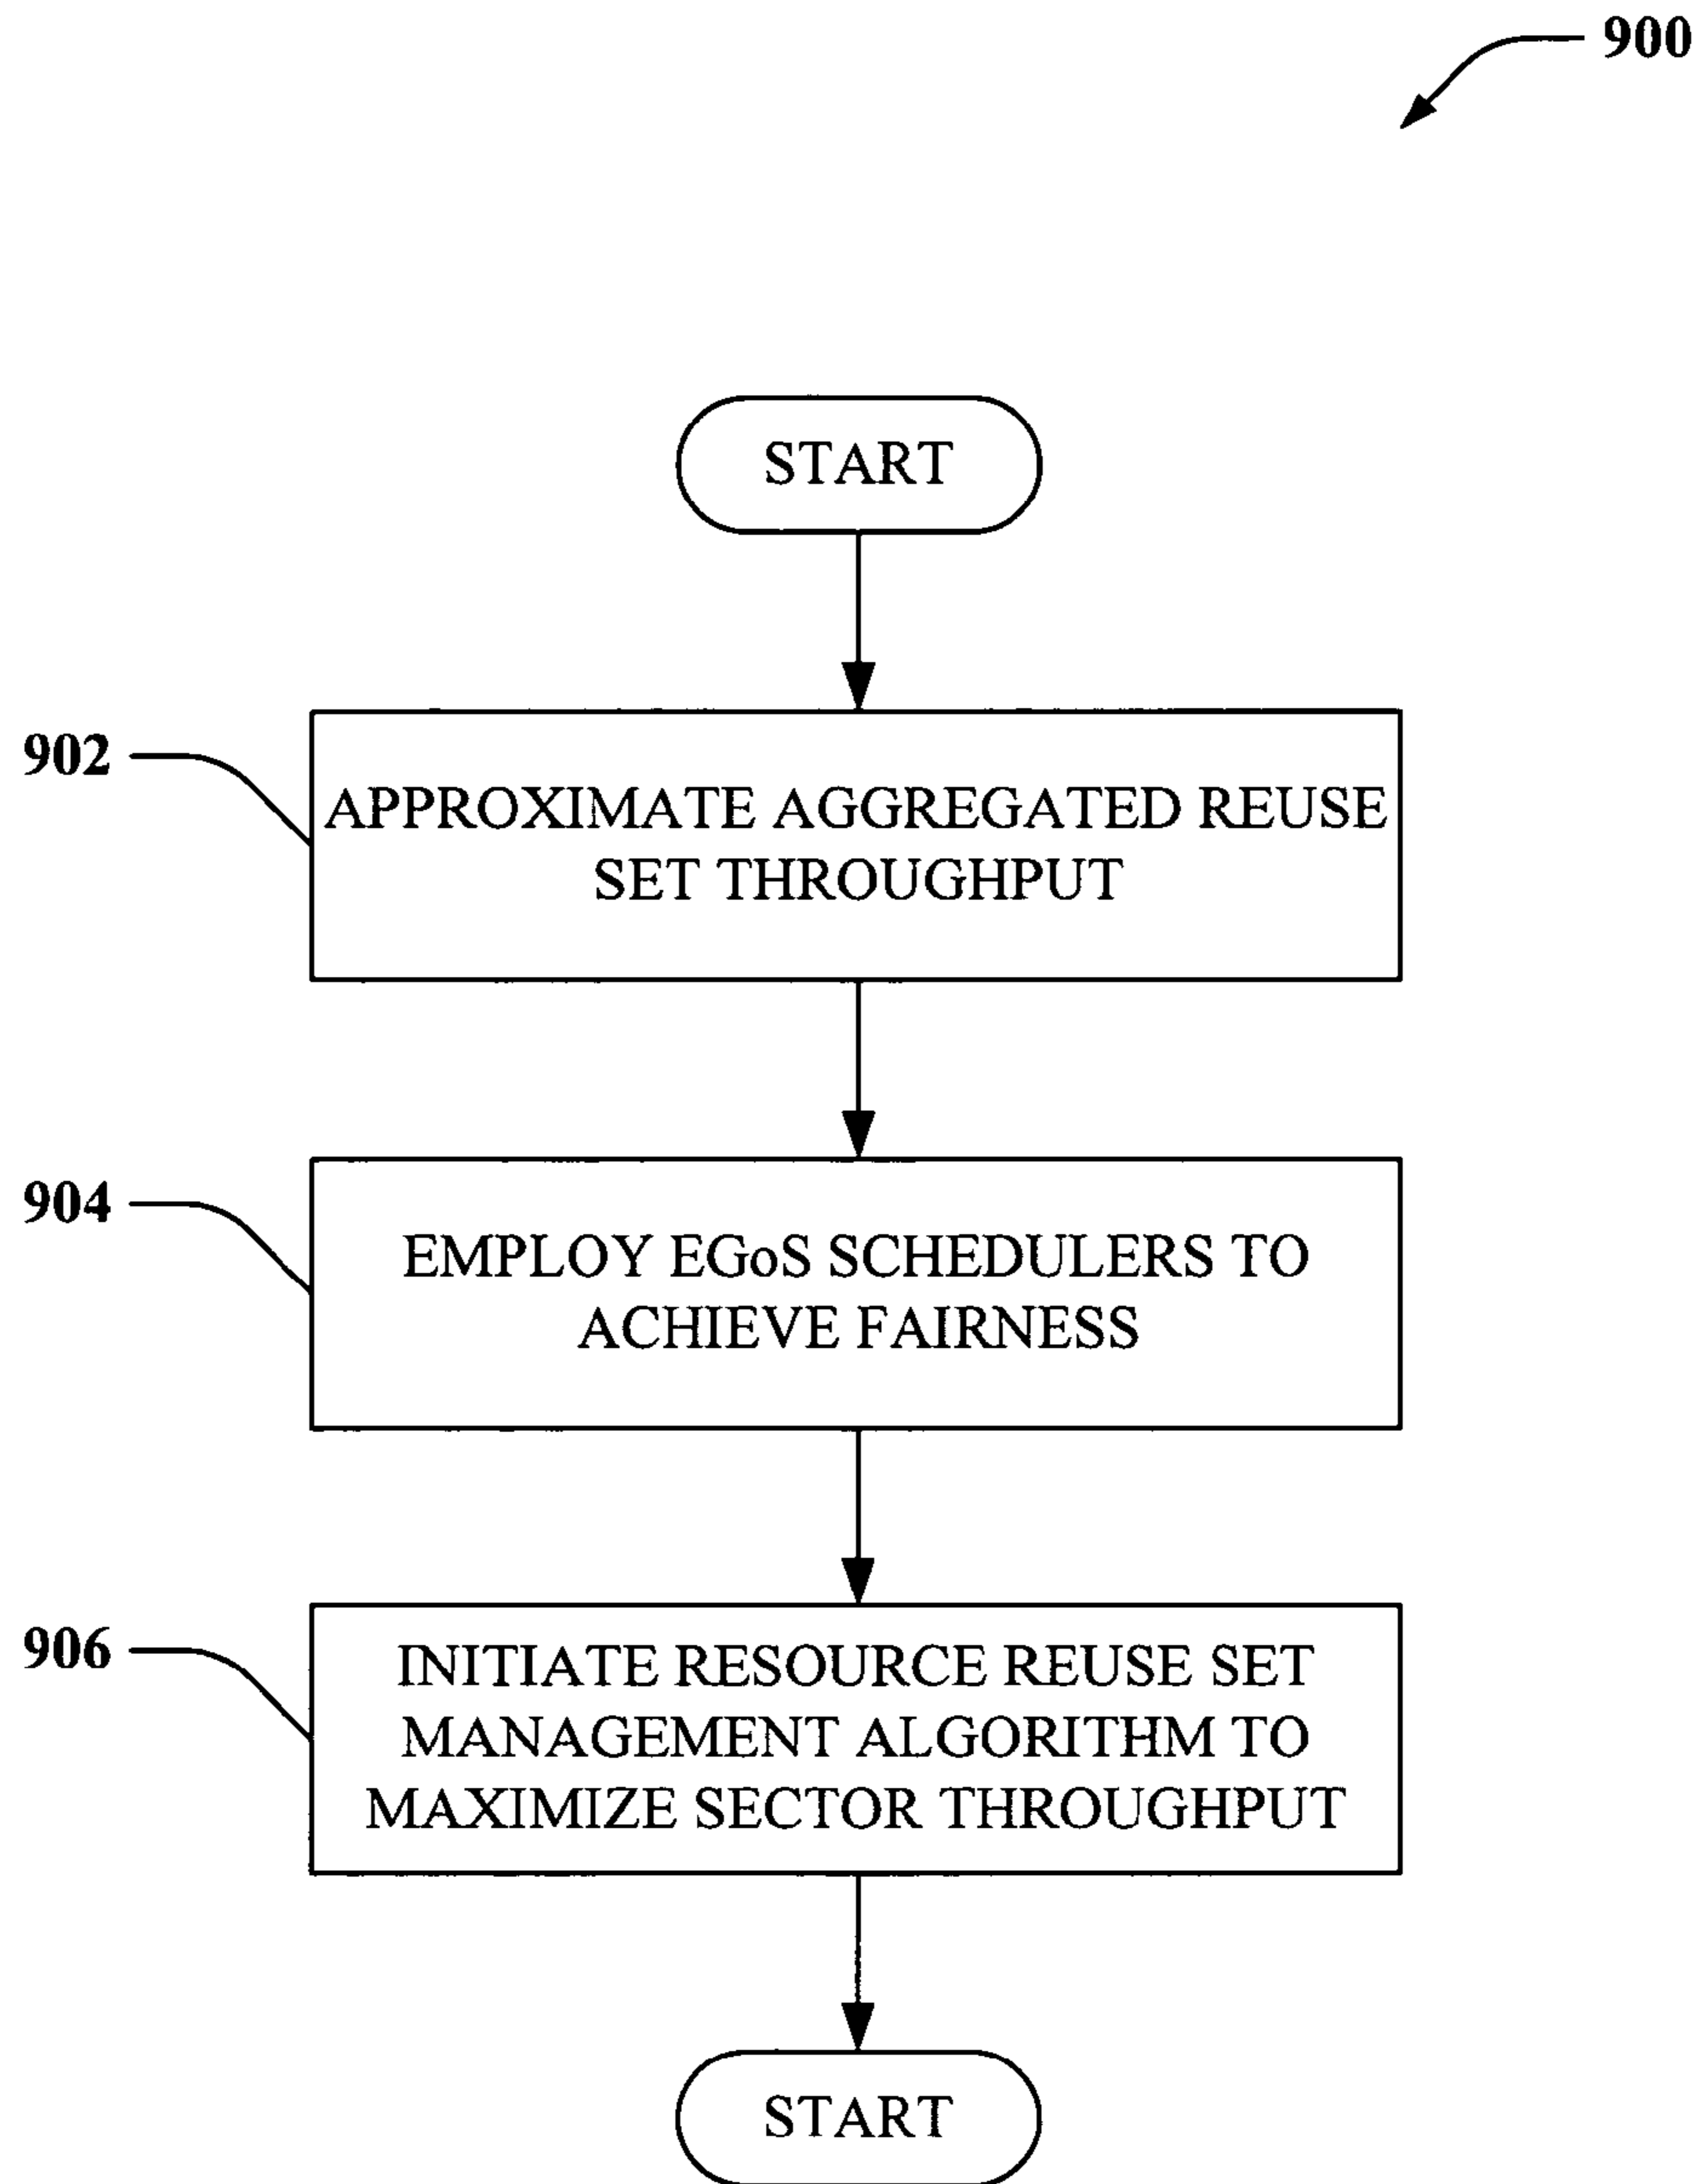 900
START
902
APPROXIMATE AGGREGATED REUSE
SET THROUGHPUT
904
EMPLOY EGoS SCHEDULERS TO
ACHIEVE FAIRNESS
906
INITIATE RESOURCE REUSE SET
MANAGEMENT ALGORITHM TO
MAXIMIZE SECTOR THROUGHPUT
START